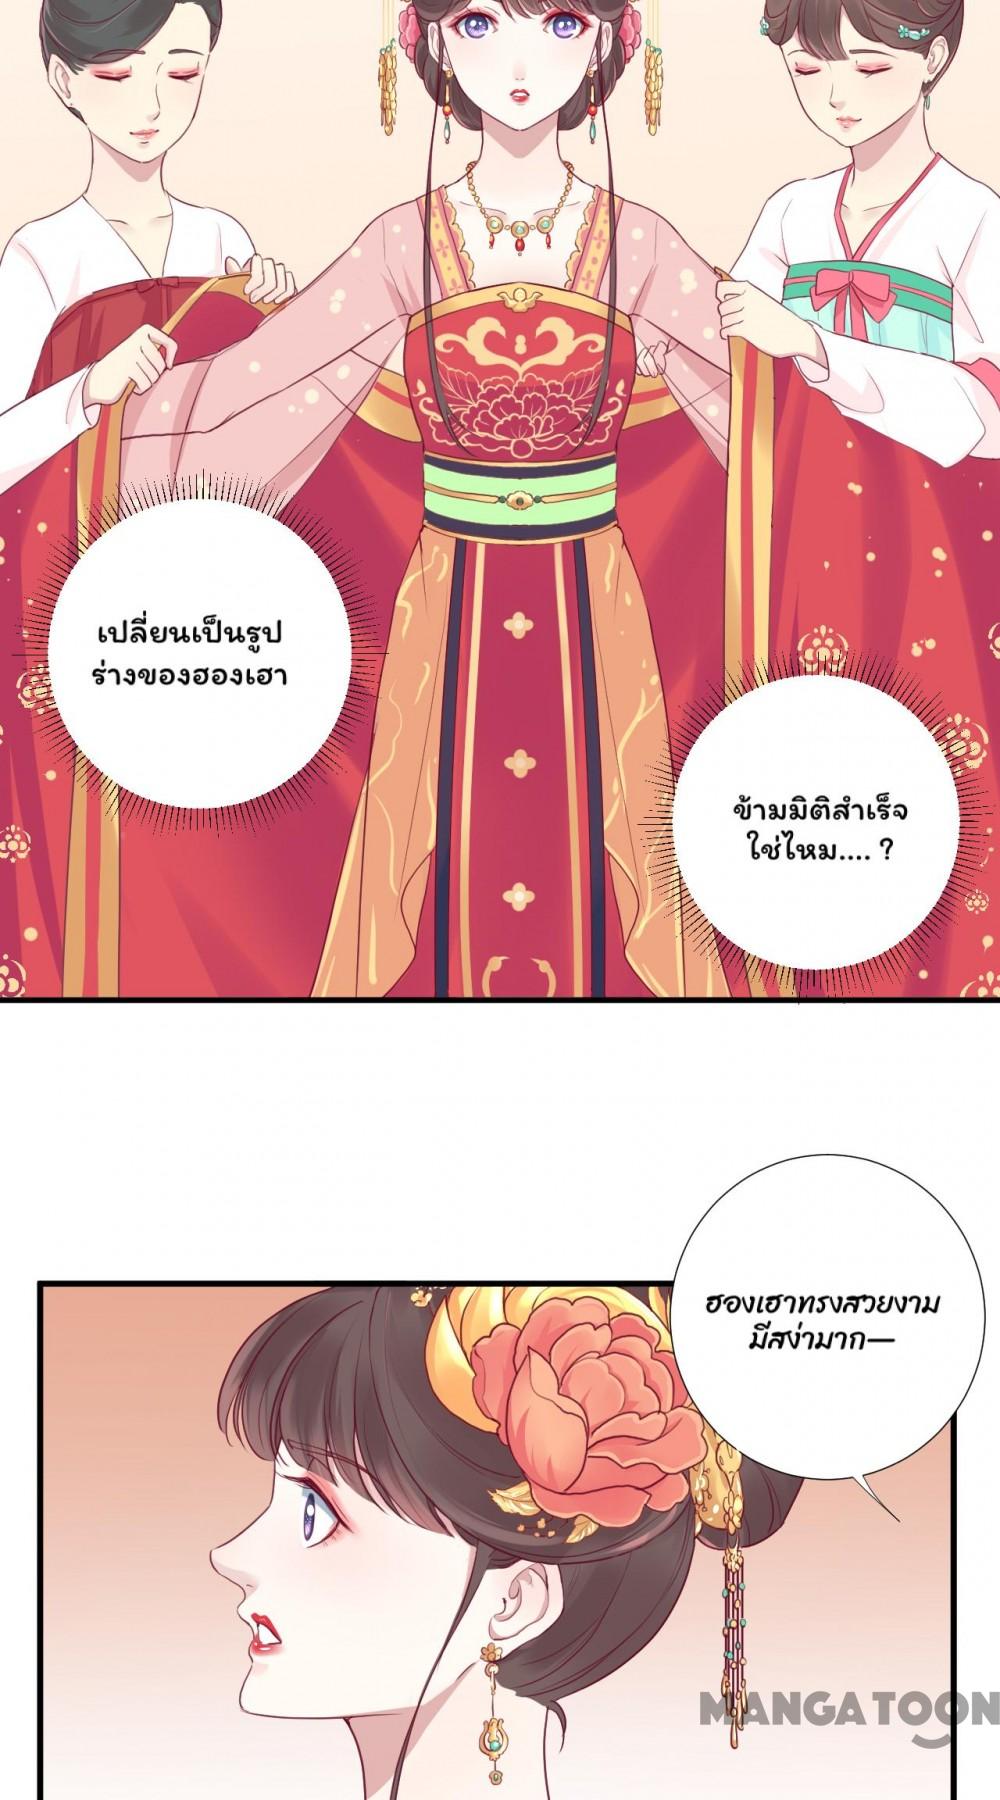 เปลี่ยนเป็นรูป
ร่างของฮองเฮา
ข้ามมิติสำเร็จ
ใช่ไหม.... ?
ฮองเฮาทรงสวยงาม
มีสง่ามาก—
MANGATOON